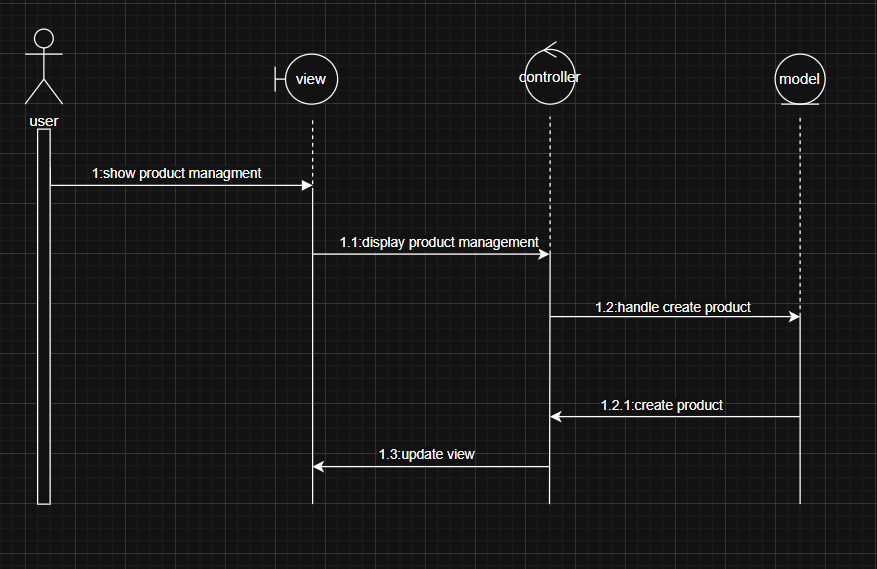 view
controller
model
user
1:show product managment
1.1:display product management
1.2:handle create product
1.2.1:create product
1.3:update view